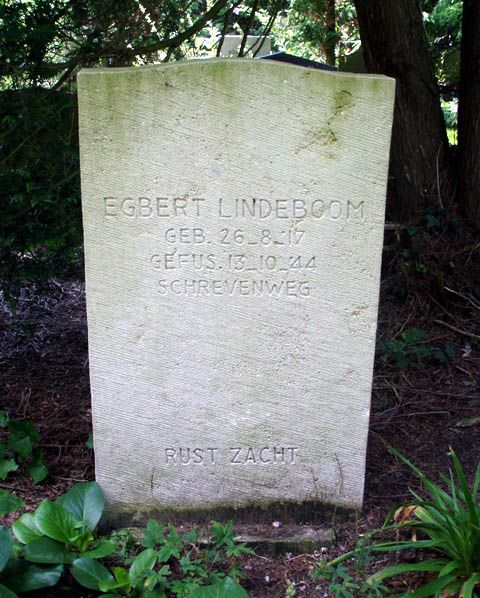 EGBERT LINDEBOOM
GEB. 26_8_17
GEFUS. 13_10_44
SCHREVENWEG
RUST ZACHT